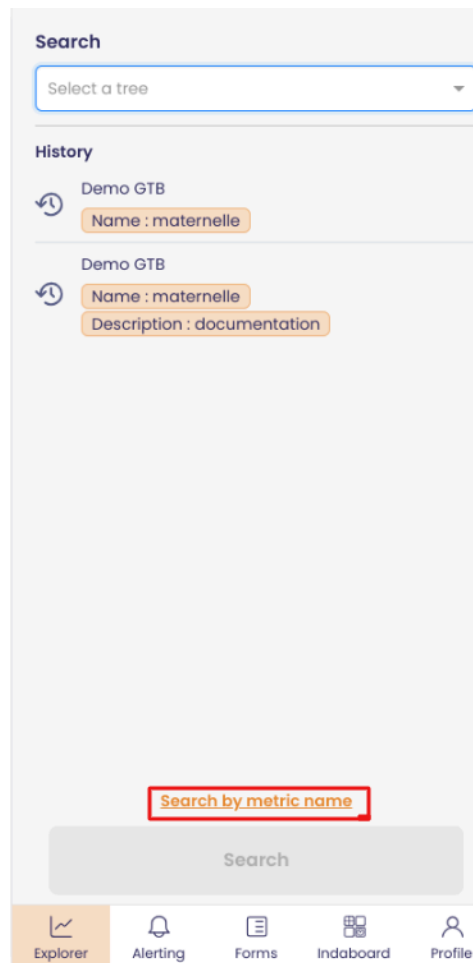 Search
Select a tree
History
Demo GTB
Name : maternelle
Demo GTB
Name : maternelle
Description : documentation
Search by metric name
Search
Explorer Alerting Forms Indaboard Profile